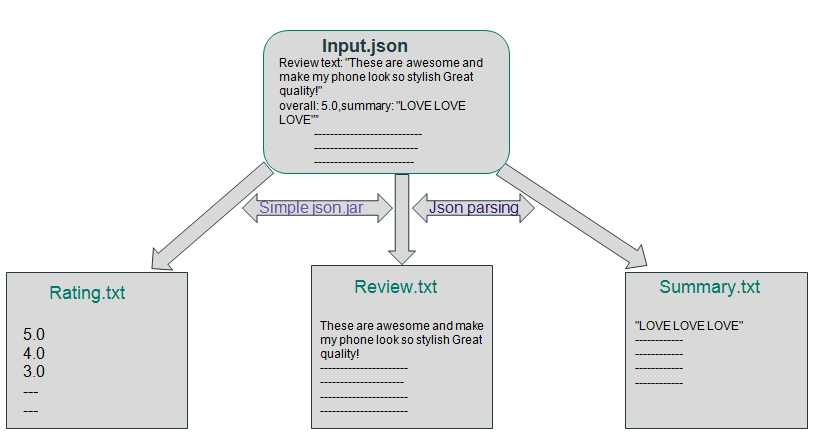 Input.json
Review text: "These are awesome and
make my phone look so stylish Great
quality!"
overall: 5.0,summary: "LOVE LOVE
LOVE""
---------------------------
--------------------------
-------------------------
Simple json.jar
Json parsing
Rating.txt
5.0
4.0
3.0
---
---
Review.txt
These are awesome and make
my phone look so stylish Great
quality!
----------------------
---------------------
----------------------
----------------------
Summary.txt
"LOVE LOVE LOVE"
------------
------------
------------
------------